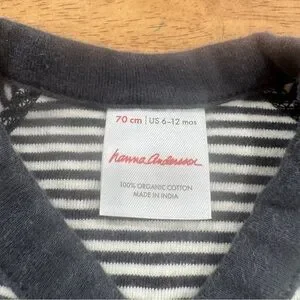 70 cm | US 6-12 mos
hanna andersson
100% ORGANIC COTTON
MADE IN INDIA